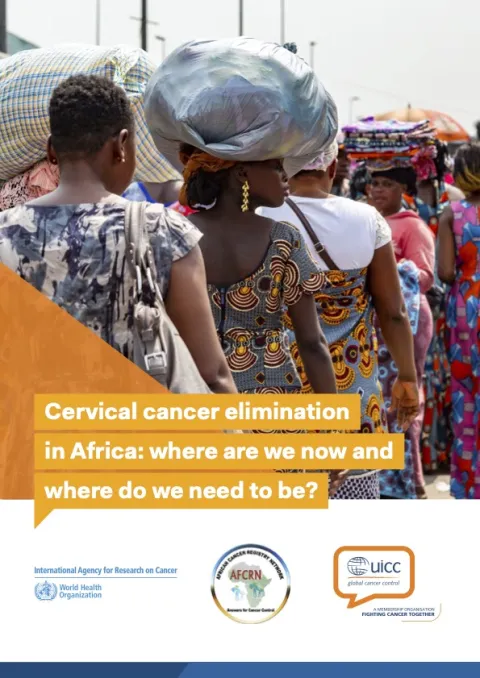 Cervical cancer elimination
in Africa: where are we now and
where do we need to be?
International Agency for Research on Cancer
World Health
Organization
AFRICAN CANCER REGISTRY NETWORK
AFCRN
Answers for Cancer Control
uicc
global cancer control
A MEMBERSHIP ORGANISATION
FIGHTING CANCER TOGETHER